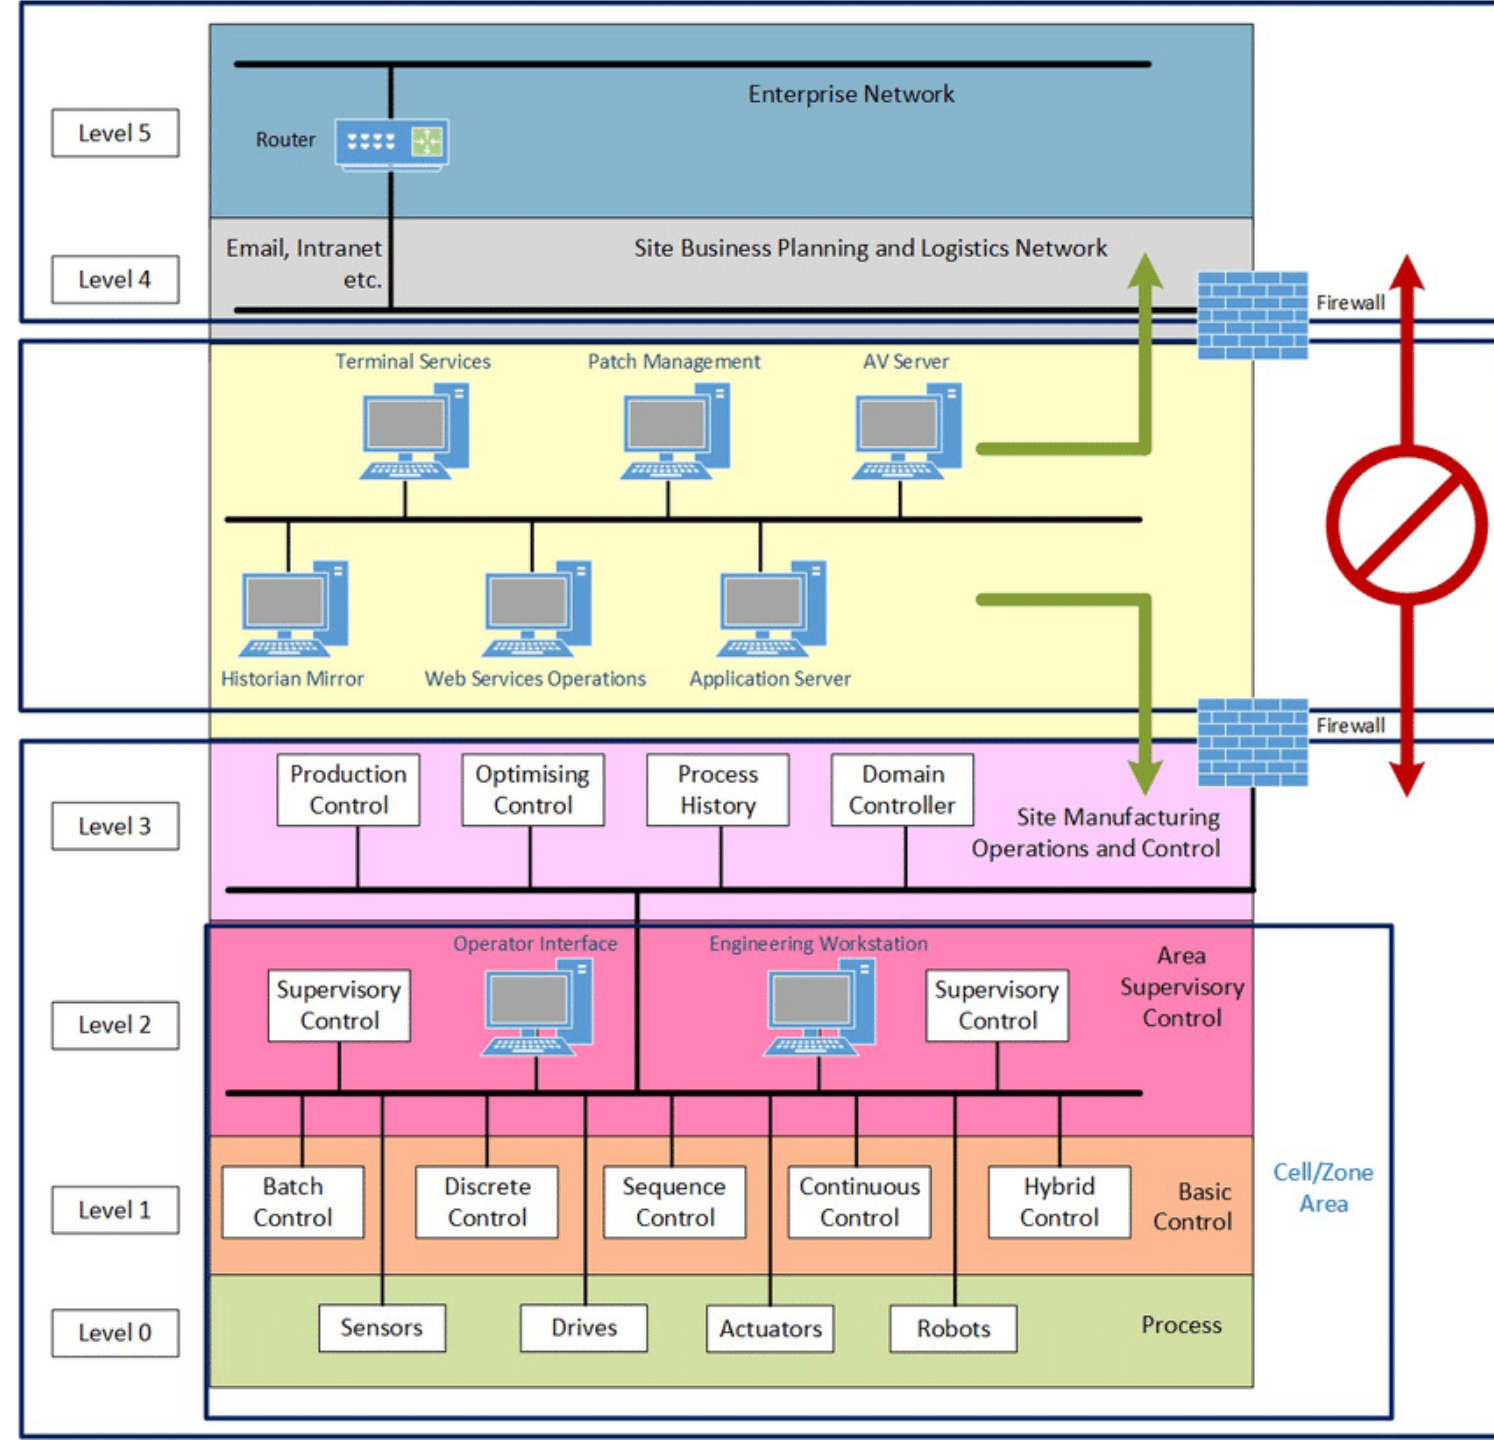 Enterprise Network
Level 5
Router
Email, Intranet
etc.
Site Business Planning and Logistics Network
Level 4
Firewall
Terminal Services
Patch Management
AV Server
Historian Mirror
Web Services Operations
Application Server
Firewall
Production
Control
Optimising
Control
Process
History
Domain
Controller
Level 3
Site Manufacturing
Operations and Control
Operator Interface
Engineering Workstation
Area
Supervisory
Control
Level 2
Supervisory
Control
Supervisory
Control
Level 1
Batch
Control
Discrete
Control
Sequence
Control
Continuous
Control
Hybrid
Control
Basic
Control
Cell/Zone
Area
Level 0
Sensors
Drives
Actuators
Robots
Process